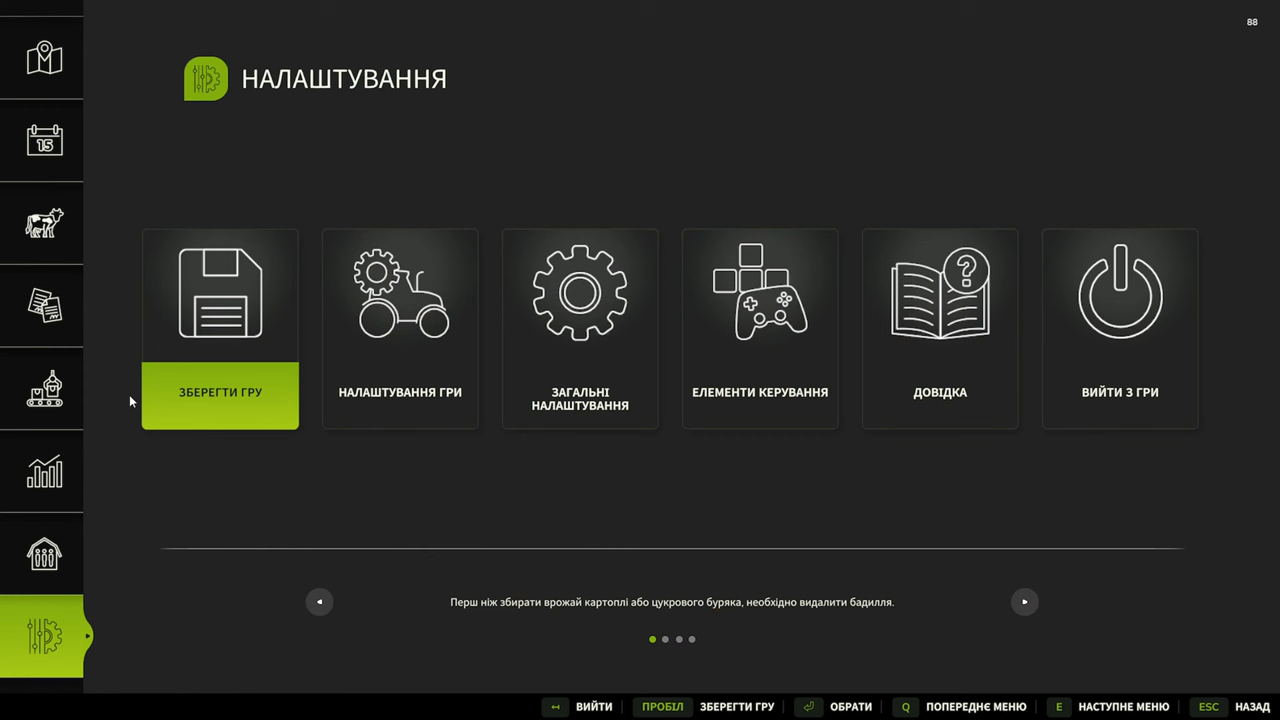 88
НАЛАШТУВАННЯ
15
ЗБЕРЕГТИ ГРУ
НАЛАШТУВАННЯ ГРИ
ЗАГАЛЬНІ
НАЛАШТУВАННЯ
ЕЛЕМЕНТИ КЕРУВАННЯ
ДОВІДКА
ВИЙТИ З ГРИ
Перш ніж збирати врожай картоплі або цукрового буряка, необхідно видалити бадилля.
ВИЙТИ ПРОБІЛ ЗБЕРЕГТИ ГРУ ОБРАТИ Q ПОПЕРЕДНЄ МЕНЮ E НАСТУПНЕ МЕНЮ ESC НАЗАД